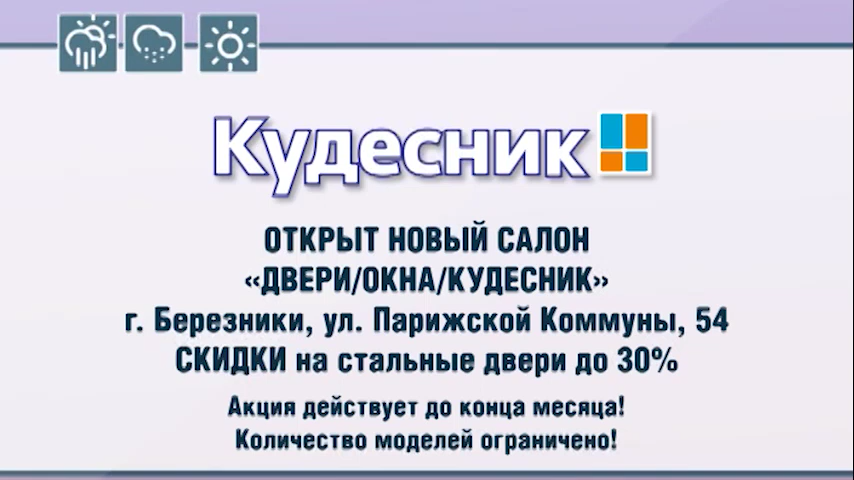 Кудесник
ОТКРЫТ НОВЫЙ САЛОН
«ДВЕРИ/ОКНА/КУДЕСНИК»
г. Березники, ул. Парижской Коммуны, 54
СКИДКИ на стальные двери до 30%
Акция действует до конца месяца!
Количество моделей ограничено!